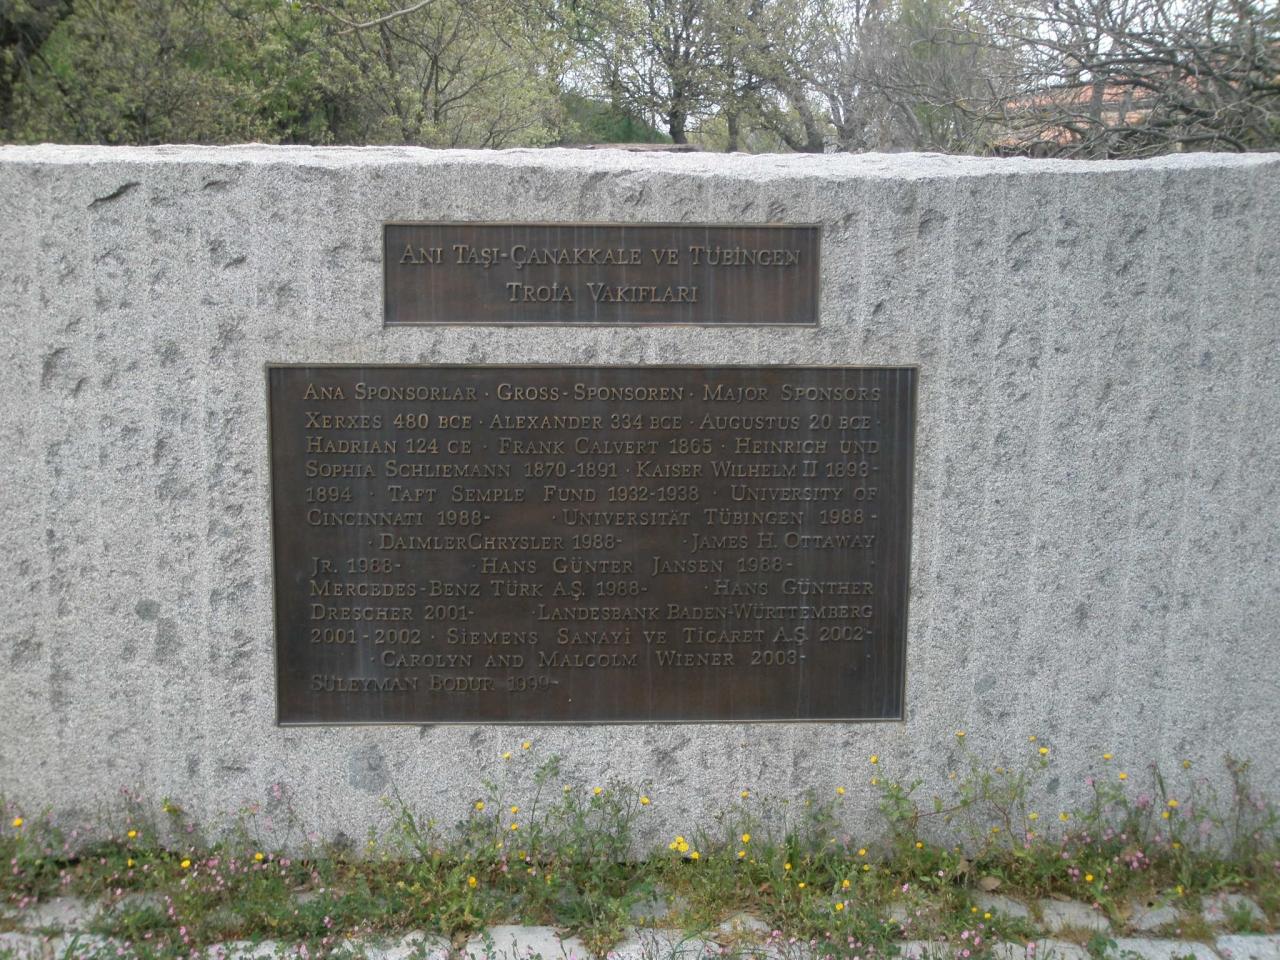 Anı Taşı-Çanakkale ve Tübingen
Troia Vakıfları
Ana Sponsorlar · Gross-Sponsoren · Major Sponsors
Xerxes 480 BCE · Alexander 334 BCE · Augustus 20 BCE ·
Hadrian 124 CE · Frank Calvert 1865 · Heinrich und
Sophia Schliemann 1870-1891 · Kaiser Wilhelm II 1893-
1894 · Taft Semple Fund 1932-1938 · University of
Cincinnati 1988- · Universität Tübingen 1988-
· DaimlerChrysler 1988- · James H. Ottaway
Jr. 1988- · Hans Günter Jansen 1988- ·
Mercedes-Benz Türk A.Ş. 1988- · Hans Günther
Drescher 2001- · Landesbank Baden-Württemberg
2001-2002 · Siemens Sanayi ve Ticaret A.Ş. 2002-
· Carolyn and Malcolm Wiener 2003-
Süleyman Bodur 1999-